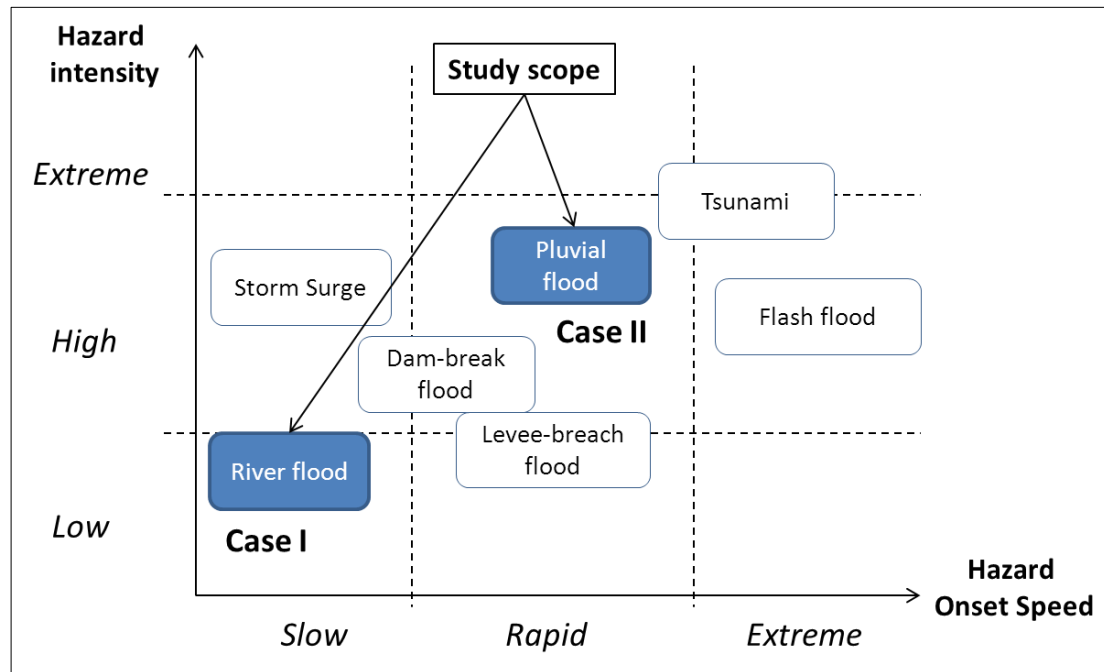 Hazard
intensity
Study scope
Extreme
Tsunami
Pluvial
flood
Storm Surge
Flash flood
Case II
High
Dam-break
flood
Levee-breach
flood
River flood
Low
Case I
Hazard
Onset Speed
Slow
Rapid
Extreme